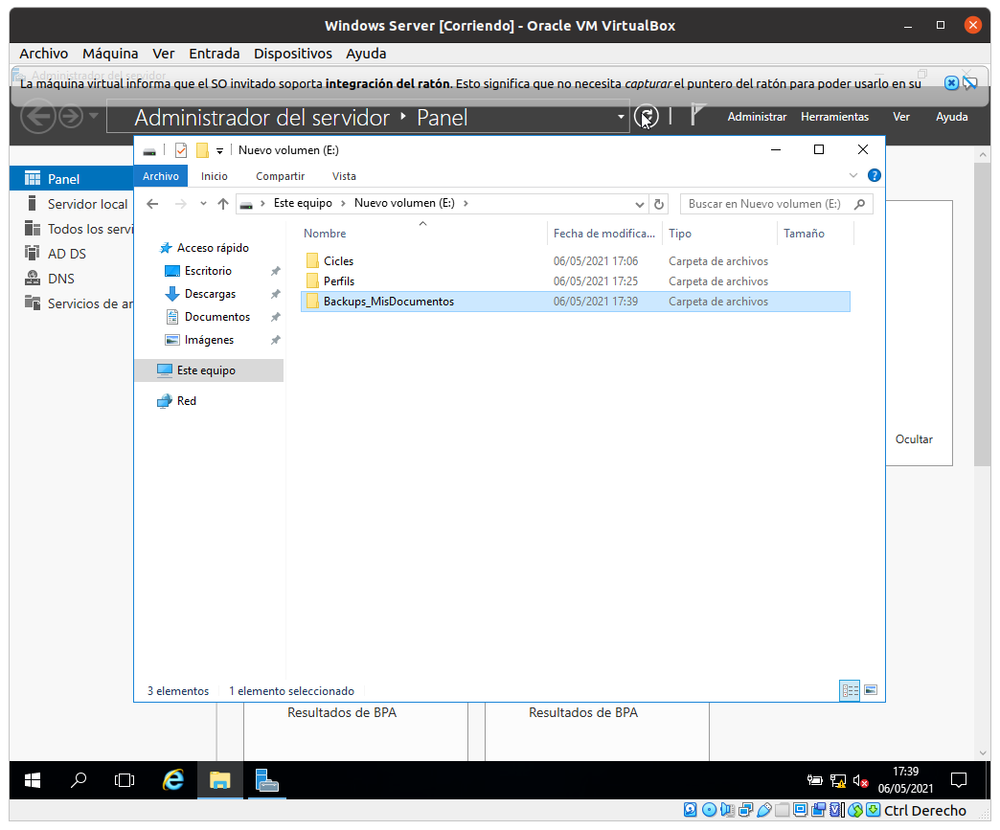 Windows Server [Corriendo] - Oracle VM VirtualBox
Archivo Máquina Ver Entrada Dispositivos Ayuda
Administrador del servidor
La máquina virtual informa que el SO invitado soporta integración del ratón. Esto significa que no necesita capturar el puntero del ratón para poder usarlo en su
Administrador del servidor Panel Administrar Herramientas Ver Ayuda
Nuevo volumen (E:)
Archivo Inicio Compartir Vista
Este equipo Nuevo volumen (E:) Buscar en Nuevo volumen (E:)
Nombre Fecha de modifica... Tipo Tamaño
Cicles 06/05/2021 17:06 Carpeta de archivos
Perfils 06/05/2021 17:25 Carpeta de archivos
Backups_MisDocumentos 06/05/2021 17:39 Carpeta de archivos
Acceso rápido
Escritorio
Descargas
Documentos
Imágenes
Este equipo
Red
3 elementos 1 elemento seleccionado
Panel
Servidor local
Todos los servi
AD DS
DNS
Servicios de ar
Ocultar
Resultados de BPA Resultados de BPA
17:39
06/05/2021
Ctrl Derecho